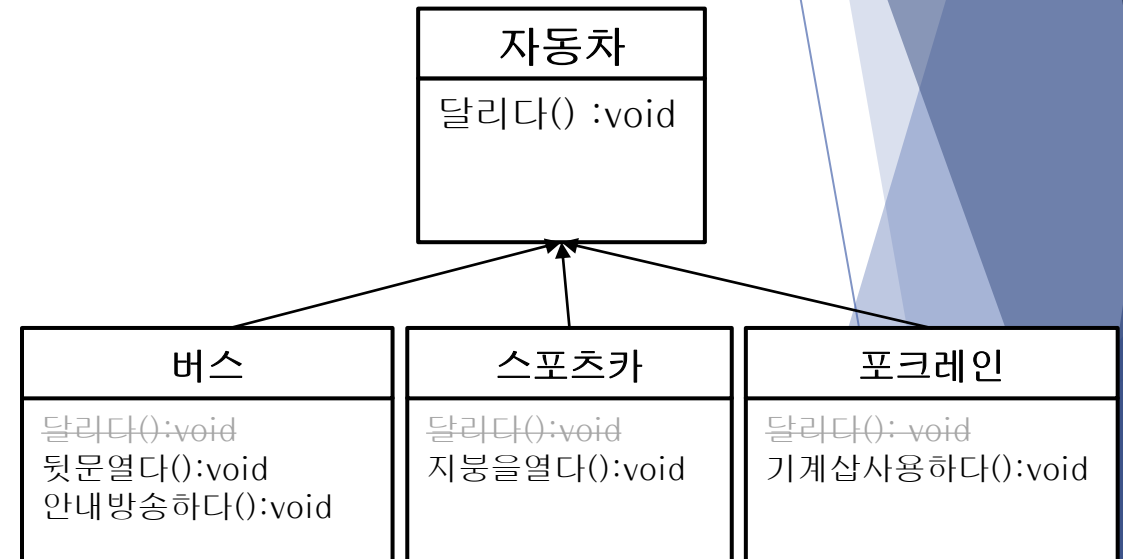 자동차
달리다() :void
버스
달리다():void
뒷문열다():void
안내방송하다():void
스포츠카
달리다():void
지붕을열다():void
포크레인
달리다(): void
기계삽사용하다():void